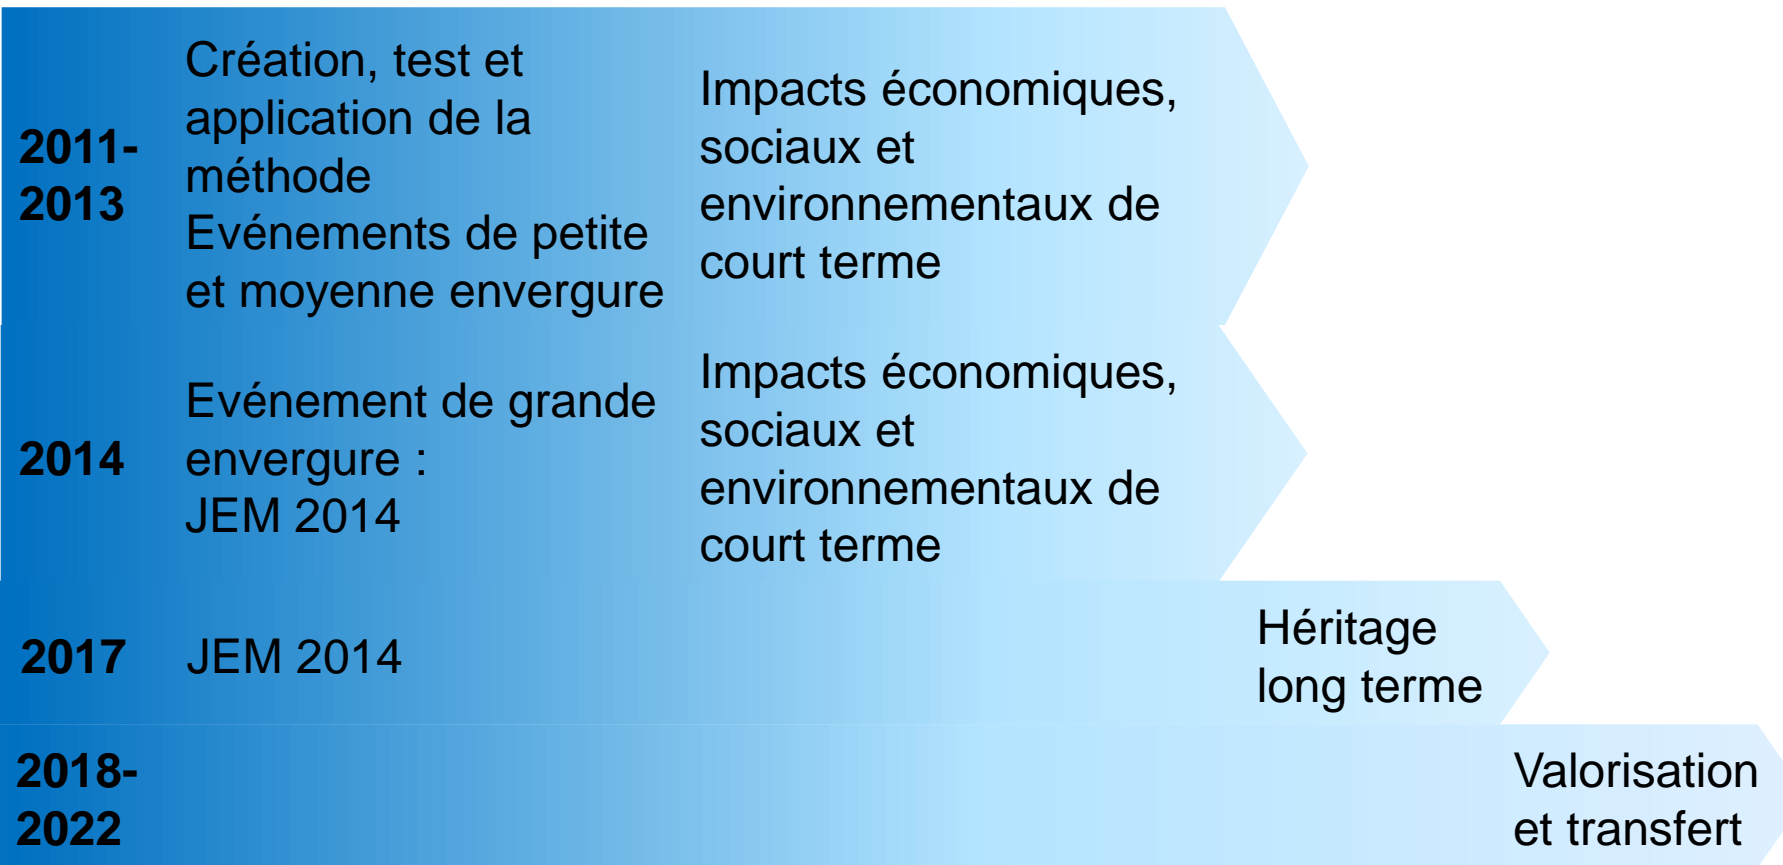 2011-
2013
Création, test et
application de la
méthode
Evénements de petite
et moyenne envergure
Impacts économiques,
sociaux et
environnementaux de
court terme
2014
Evénement de grande
envergure :
JEM 2014
Impacts économiques,
sociaux et
environnementaux de
court terme
2017
JEM 2014
Héritage
long terme
2018-
2022
Valorisation
et transfert